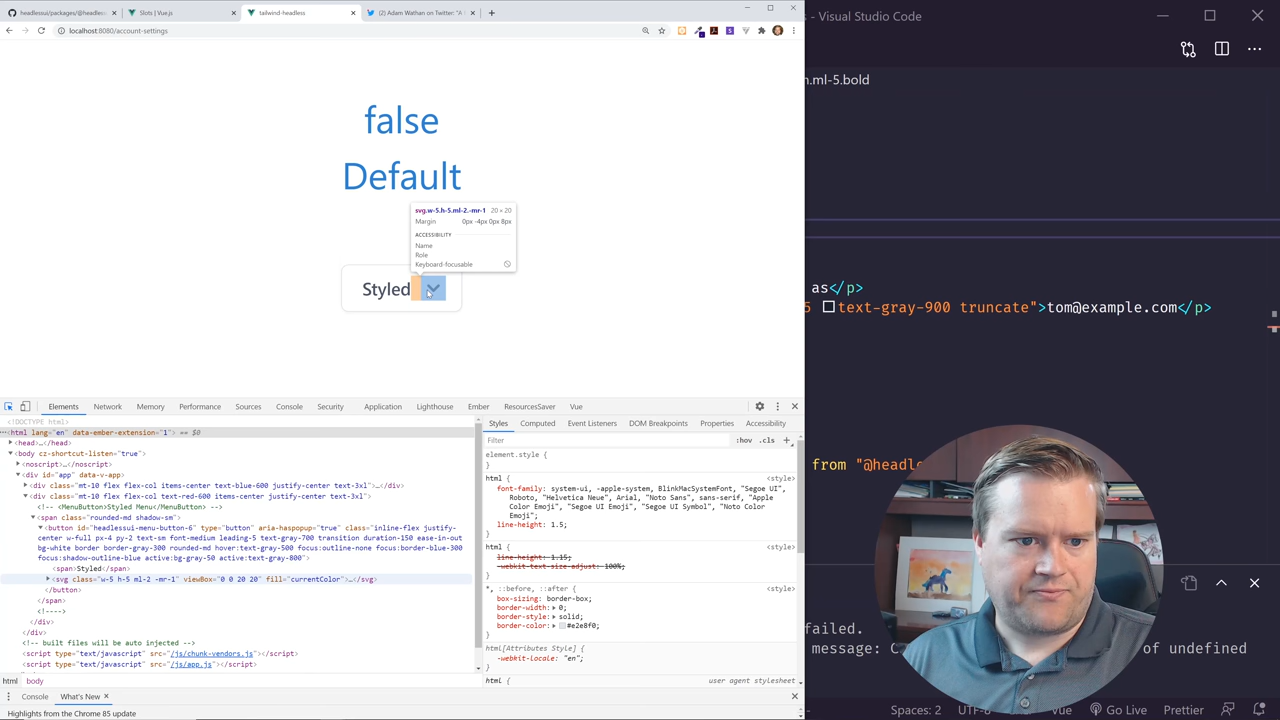 headlessui/packages/@headless
Slots | Vue.js
tailwind-headless
(2) Adam Wathan on Twitter: "A
- Visual Studio Code
localhost:8080/account-settings
.ml-5.bold
false
Default
svg.w-5.h-5.ml-2.-mr-1 20 × 20
Margin 0px -4px 0px 8px
ACCESSIBILITY
Name
Role
Keyboard-focusable
Styled
as</p>
5 text-gray-900 truncate">tom@example.com</p>
Elements Network Memory Performance Sources Console Security Application Lighthouse Ember ResourcesSaver Vue
<!DOCTYPE html>
<html lang="en" data-ember-extension="1"> == $0
<head>…</head>
<body cz-shortcut-listen="true">
<noscript>…</noscript>
<div id="app" data-v-app>
<div class="mt-10 flex flex-col items-center text-blue-600 justify-center text-3xl">…</div>
<div class="mt-10 flex flex-col text-red-600 items-center justify-center text-3xl">
<!-- <MenuButton>Styled Menu</MenuButton> -->
<span class="rounded-md shadow-sm">
<button id="headlessui-menu-button-6" type="button" aria-haspopup="true" class="inline-flex justify-
center w-full px-4 py-2 text-sm font-medium leading-5 text-gray-700 transition duration-150 ease-in-out
bg-white border border-gray-300 rounded-md hover:text-gray-500 focus:outline-none focus:border-blue-300
focus:shadow-outline-blue active:bg-gray-50 active:text-gray-800">
<span>Styled</span>
<svg class="w-5 h-5 ml-2 -mr-1" viewBox="0 0 20 20" fill="currentColor">…</svg>
</button>
</span>
<!---->
</div>
</div>
<!-- built files will be auto injected -->
<script type="text/javascript" src="/js/chunk-vendors.js"></script>
<script type="text/javascript" src="/js/app.js"></script>
html body
Styles Computed Event Listeners DOM Breakpoints Properties Accessibility
Filter :hov .cls +
element.style {
}
html { <style>
font-family: system-ui, -apple-system, BlinkMacSystemFont, "Segoe UI",
Roboto, "Helvetica Neue", Arial, "Noto Sans", sans-serif, "Apple
Color Emoji", "Segoe UI Emoji", "Segoe UI Symbol", "Noto Color
Emoji";
line-height: 1.5;
}
html { <style>
line-height: 1.15;
-webkit-text-size-adjust: 100%;
}
*, ::before, ::after { <style>
box-sizing: border-box;
border-width: 0;
border-style: solid;
border-color: #e2e8f0;
}
html[Attributes Style] {
-webkit-locale: "en";
}
html { user agent stylesheet
Console What's New
Highlights from the Chrome 85 update
from "@headle
failed.
message: C of undefined
Spaces: 2 UTF-8 Vue Go Live Prettier